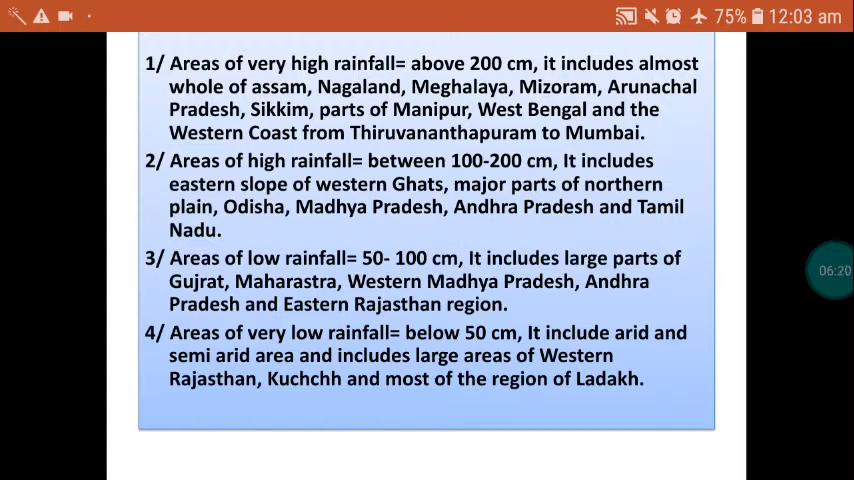 75% 12:03 am
1/ Areas of very high rainfall= above 200 cm, it includes almost
whole of assam, Nagaland, Meghalaya, Mizoram, Arunachal
Pradesh, Sikkim, parts of Manipur, West Bengal and the
Western Coast from Thiruvananthapuram to Mumbai.
2/ Areas of high rainfall= between 100-200 cm, It includes
eastern slope of western Ghats, major parts of northern
plain, Odisha, Madhya Pradesh, Andhra Pradesh and Tamil
Nadu.
06:20
3/ Areas of low rainfall= 50- 100 cm, It includes large parts of
Gujrat, Maharastra, Western Madhya Pradesh, Andhra
Pradesh and Eastern Rajasthan region.
4/ Areas of very low rainfall= below 50 cm, It include arid and
semi arid area and includes large areas of Western
Rajasthan, Kuchchh and most of the region of Ladakh.